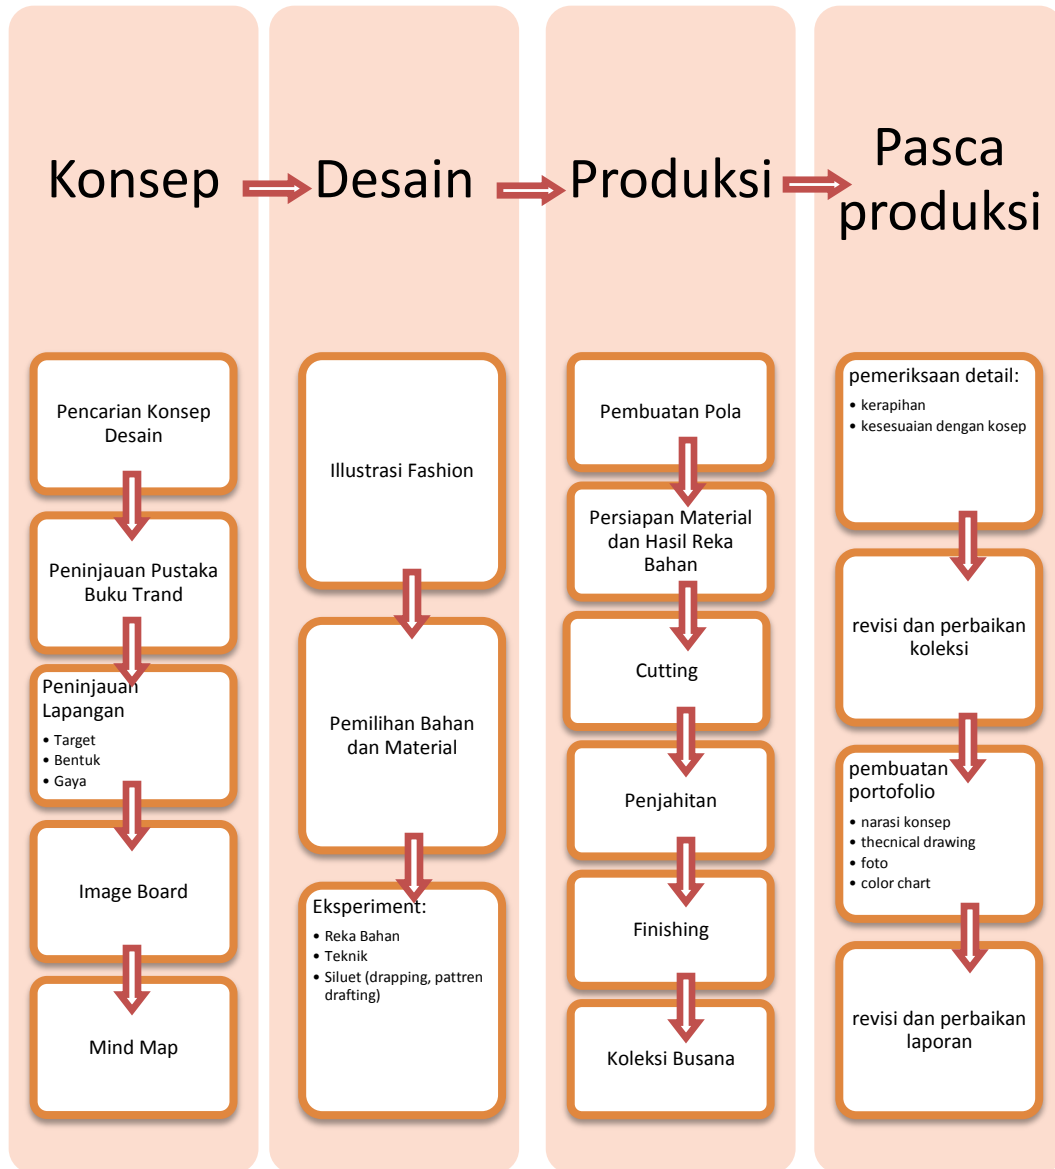 Konsep
Pencarian Konsep
Desain
Peninjauan Pustaka
Buku Trand
Peninjauan
Lapangan
• Target
• Bentuk
• Gaya
Image Board
Mind Map
Desain
Illustrasi Fashion
Pemilihan Bahan
dan Material
Eksperiment:
• Reka Bahan
• Teknik
• Siluet (drapping, pattren
drafting)
Produksi
Pembuatan Pola
Persiapan Material
dan Hasil Reka
Bahan
Cutting
Penjahitan
Finishing
Koleksi Busana
Pasca
produksi
pemeriksaan detail:
• kerapihan
• kesesuaian dengan kosep
revisi dan perbaikan
koleksi
pembuatan
portofolio
• narasi konsep
• thecnical drawing
• foto
• color chart
revisi dan perbaikan
laporan